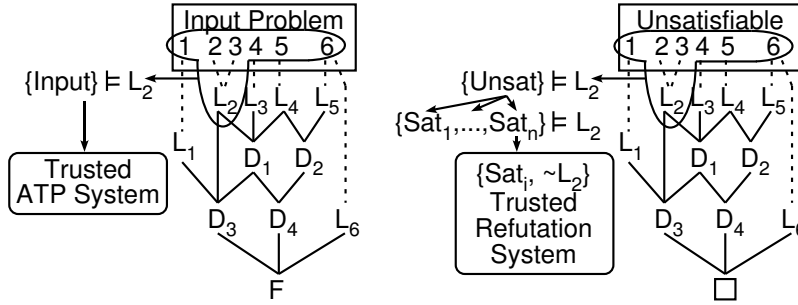 Input Problem
1 2 3 4 5 6
{Input} ⊨ L2
L2 L3 L4 L5
L1
Trusted
ATP System
D1 D2
D3 D4 L6
F
Unsatisfiable
1 2 3 4 5 6
{Unsat} ⊨ L2
L2 L3 L4 L5
{Sat1,...,Satn} ⊨ L2
L1
{Sati, ~L2}
Trusted
Refutation
System
D1 D2
D3 D4 L6